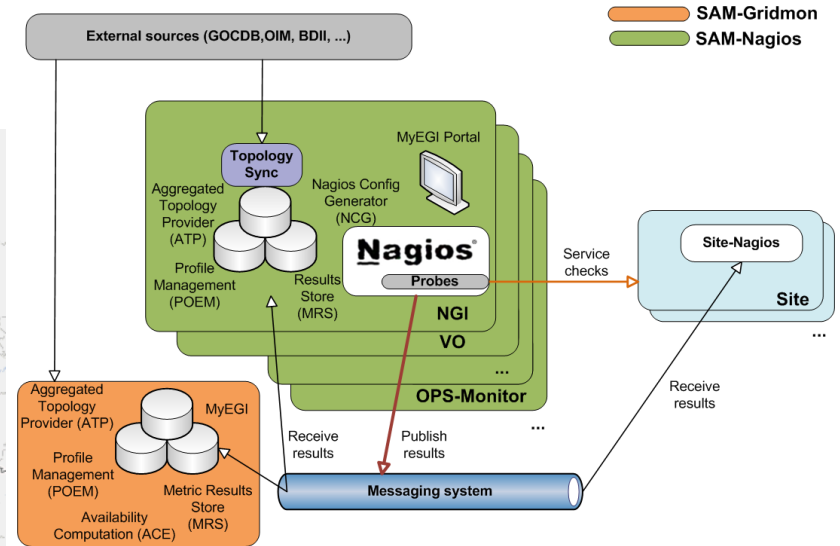 SAM-Gridmon
SAM-Nagios
External sources (GOCDB,OIM, BDII, ...)
MyEGI Portal
Topology
Sync
Aggregated
Topology
Provider
(ATP)
Nagios Config
Generator
(NCG)
Nagios®
Probes
Profile
Management
(POEM)
Results
Store
(MRS)
NGI
VO
...
OPS-Monitor
...
Service
checks
Site-Nagios
Site
...
Aggregated
Topology
Provider (ATP)
MyEGI
Profile
Management
(POEM)
Metric Results
Store
(MRS)
Availability
Computation (ACE)
Receive
results
Publish
results
Receive
results
Messaging system